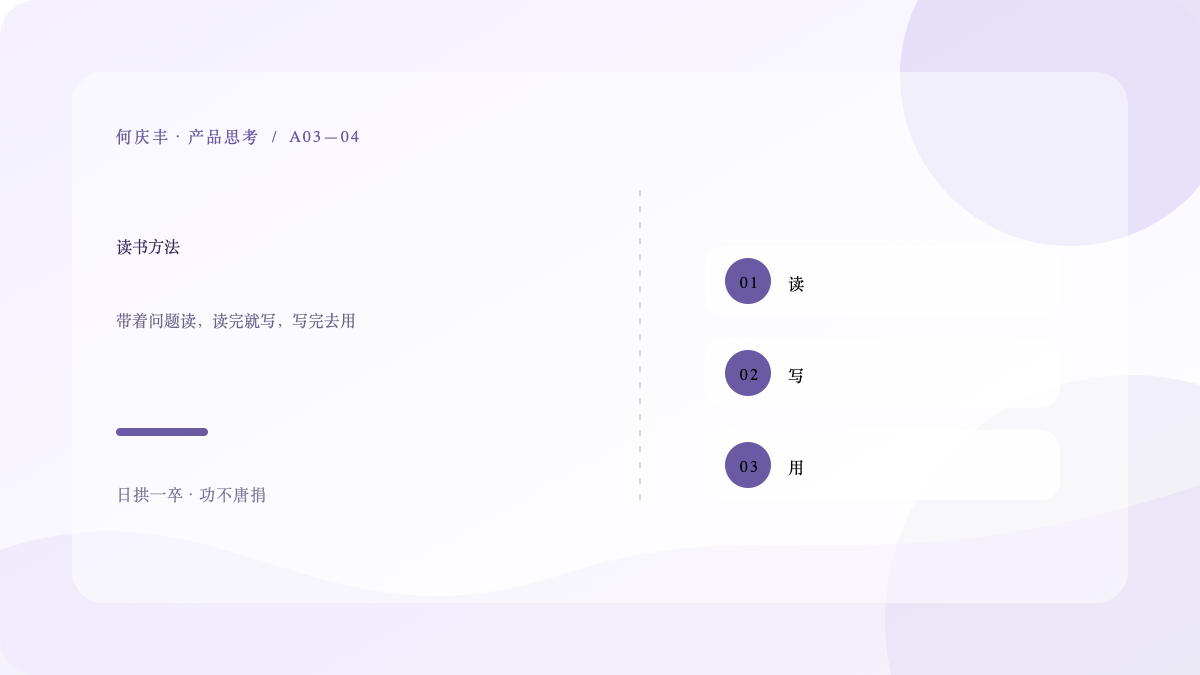 何庆丰 · 产品思考 / A03—04
读书方法
带着问题读，读完就写，写完去用
日拱一卒 · 功不唐捐
01 读
02 写
03 用